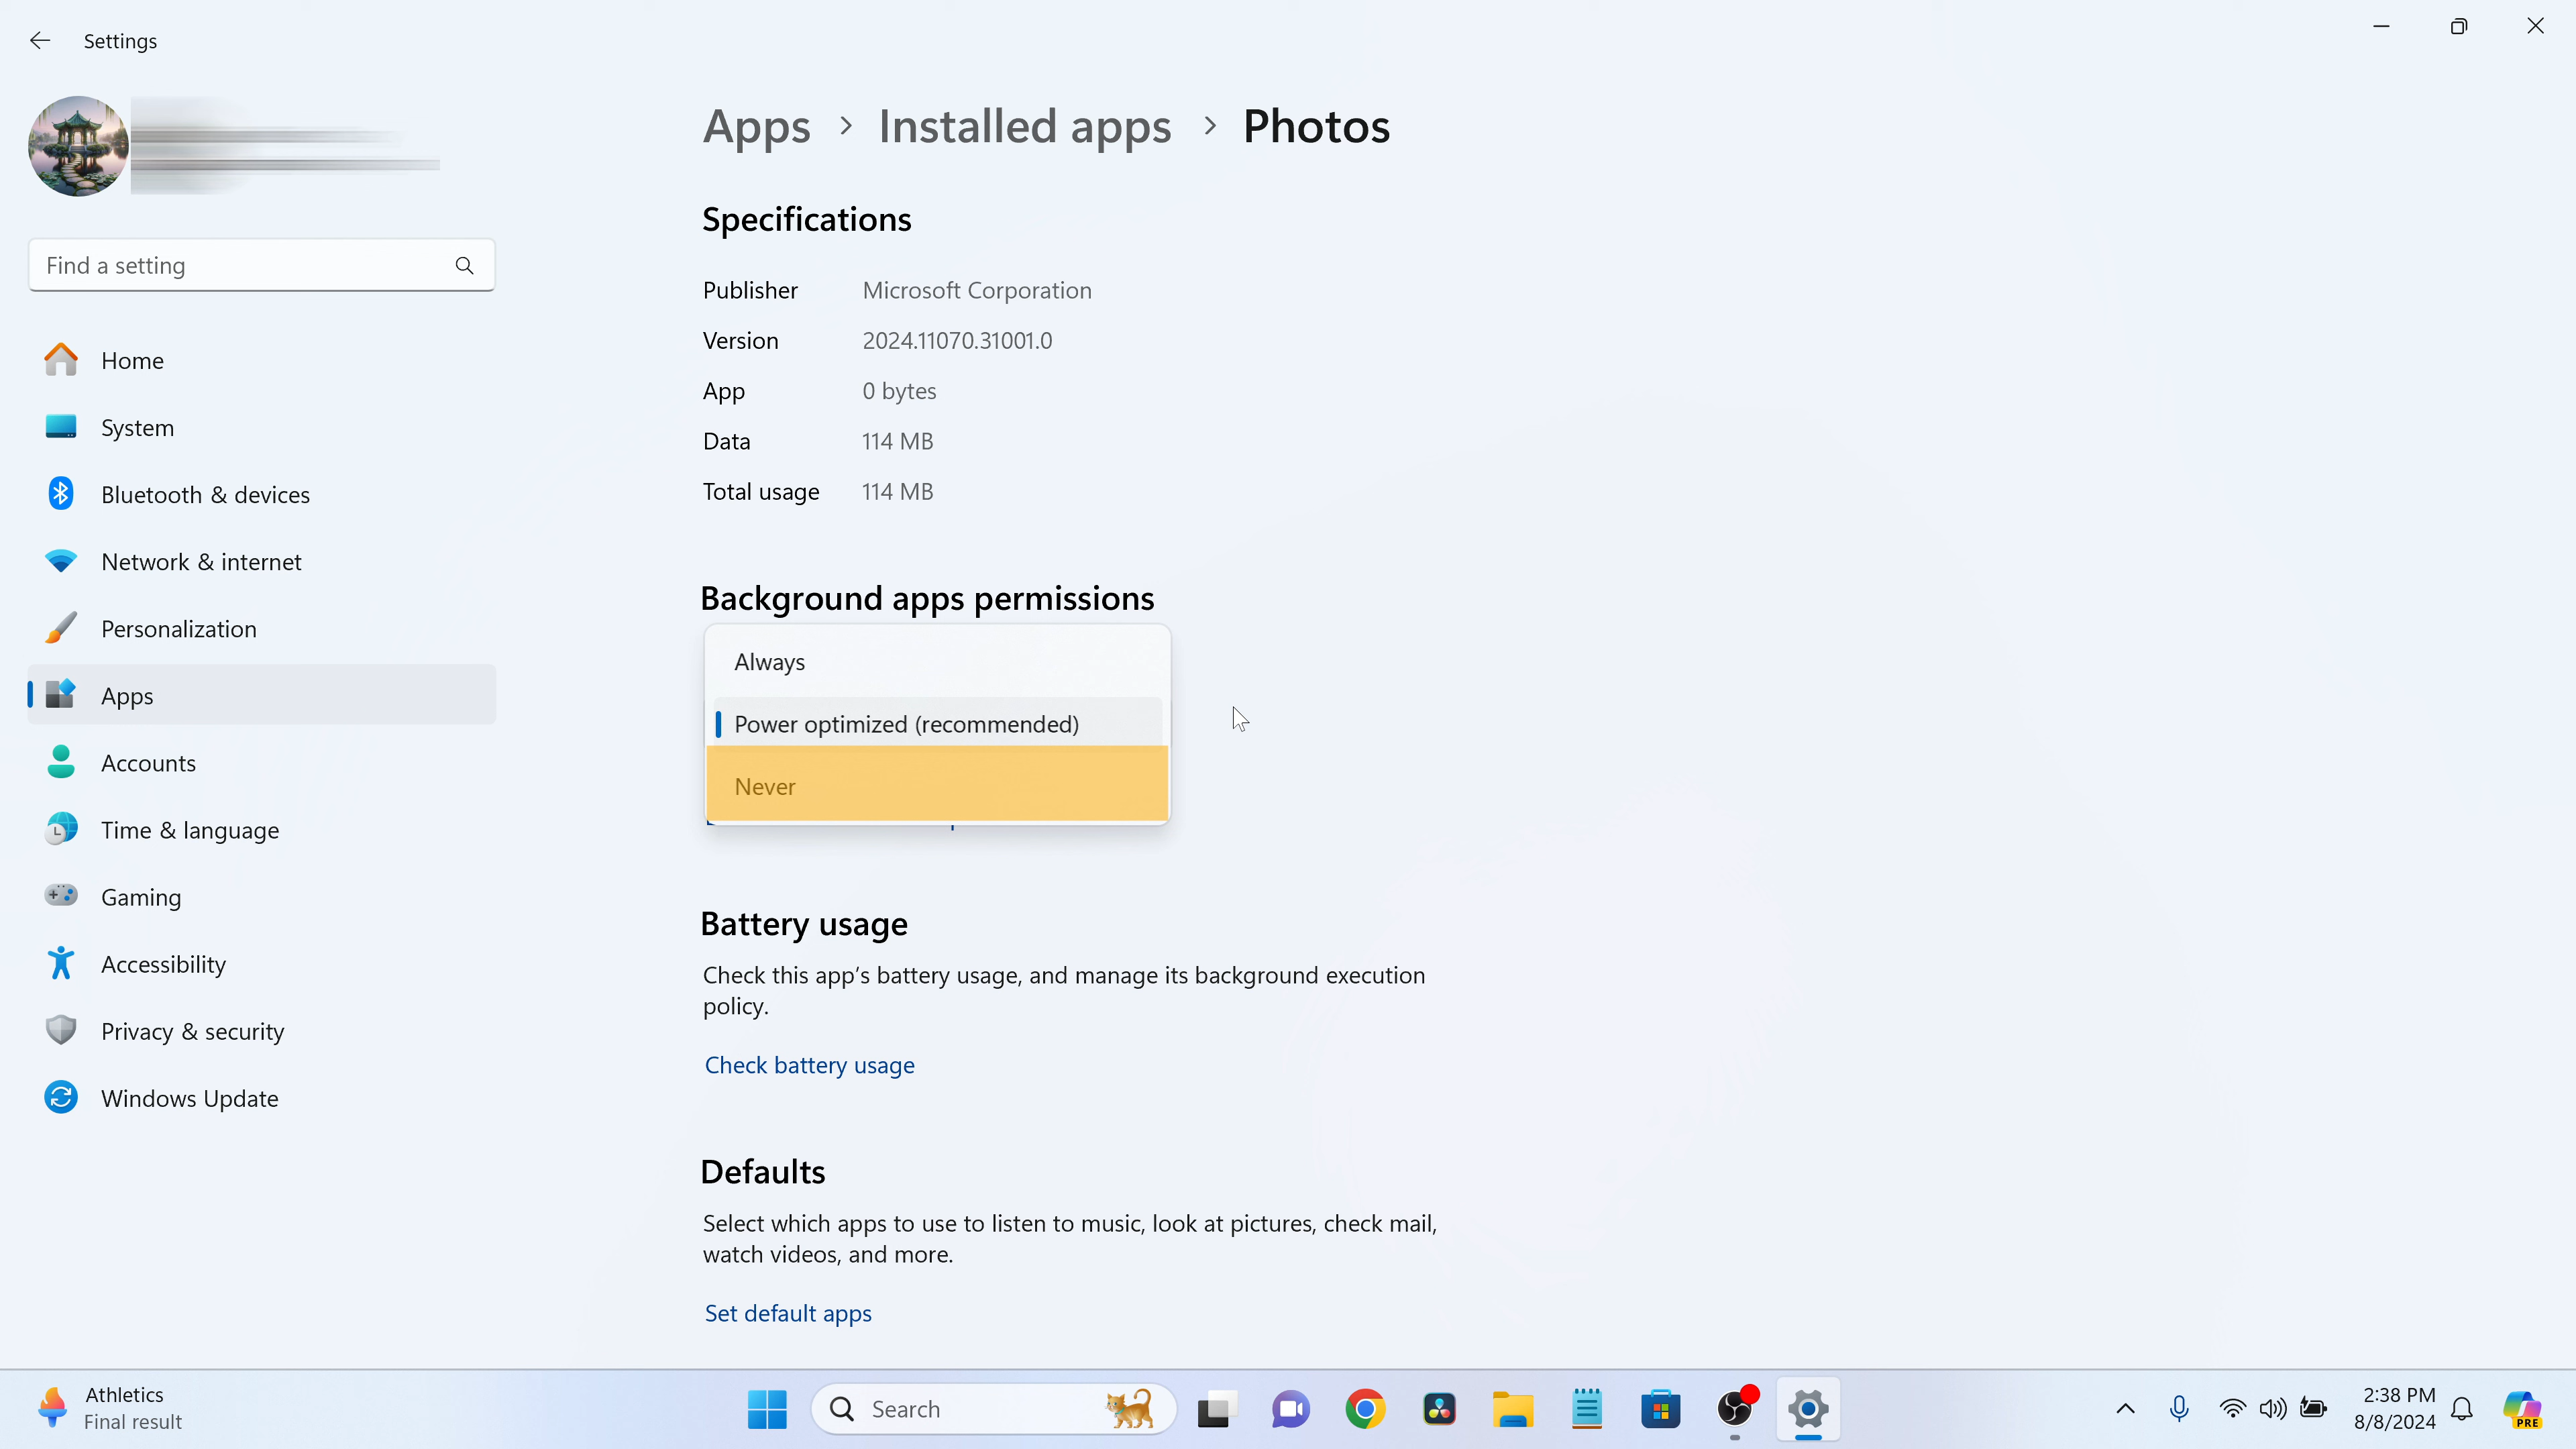 Settings
Find a setting
Home
System
Bluetooth & devices
Network & internet
Personalization
Apps
Accounts
Time & language
Gaming
Accessibility
Privacy & security
Windows Update
Apps > Installed apps > Photos
Specifications
Publisher Microsoft Corporation
Version 2024.11070.31001.0
App 0 bytes
Data 114 MB
Total usage 114 MB
Background apps permissions
Always
Power optimized (recommended)
Never
Battery usage
Check this app's battery usage, and manage its background execution
policy.
Check battery usage
Defaults
Select which apps to use to listen to music, look at pictures, check mail,
watch videos, and more.
Set default apps
Athletics
Final result
Search
2:38 PM
8/8/2024
PRE